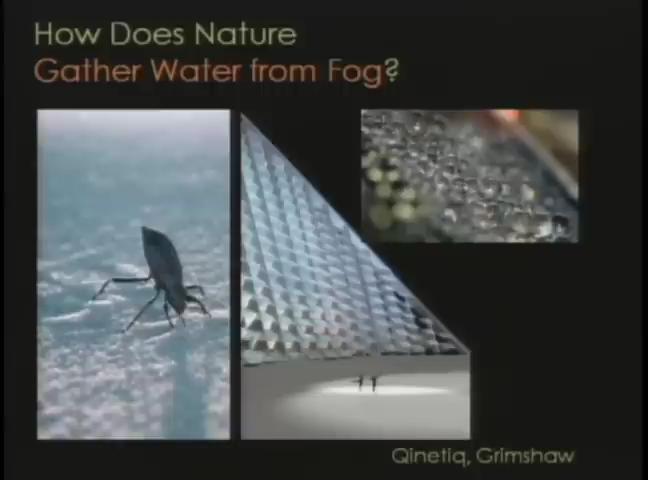 How Does Nature
Gather Water from Fog?
Qinetiq, Grimshaw